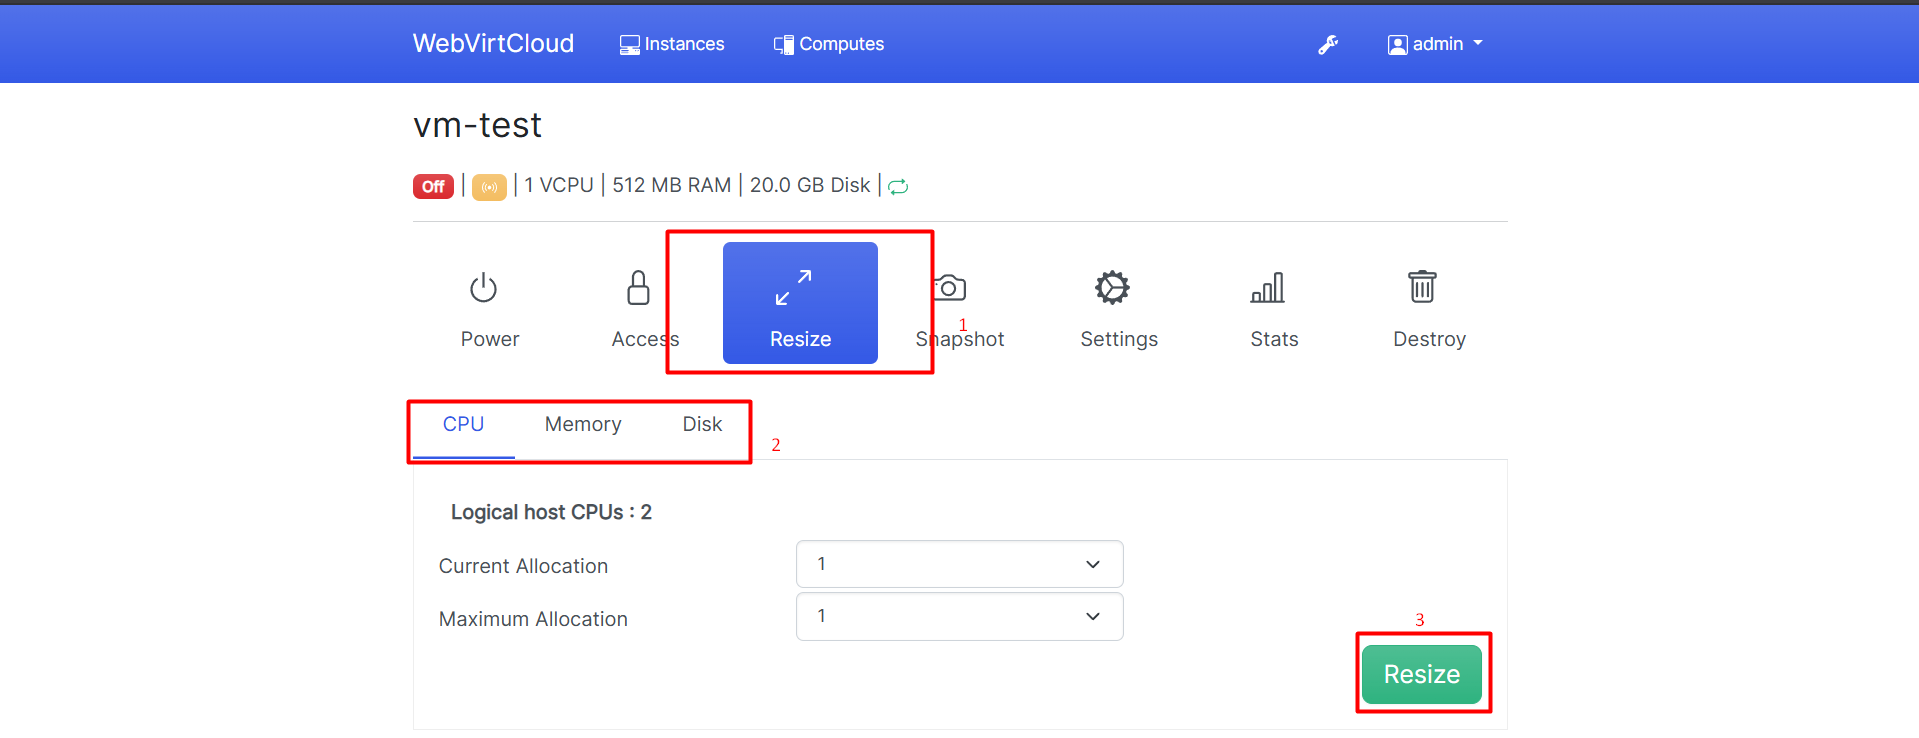 WebVirtCloud Instances Computes admin
vm-test
Off | | 1 VCPU | 512 MB RAM | 20.0 GB Disk |
Power Access Resize Snapshot Settings Stats Destroy
1
CPU Memory Disk
2
Logical host CPUs : 2
Current Allocation 1
Maximum Allocation 1
3
Resize